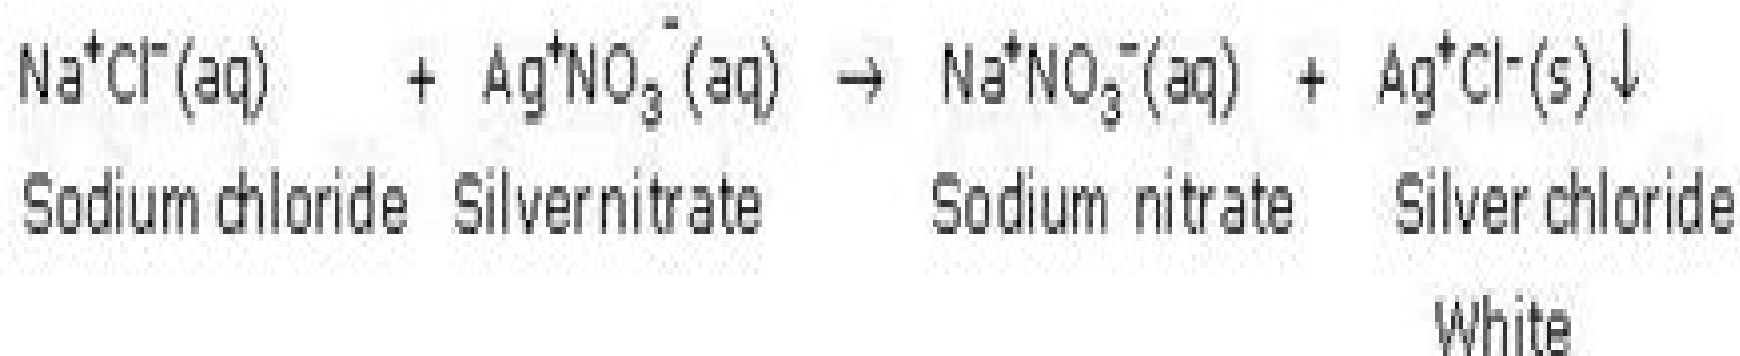 Na⁺Cl⁻(aq) + Ag⁺NO₃⁻(aq) → Na⁺NO₃⁻(aq) + Ag⁺Cl⁻(s)↓
Sodium chloride Silver nitrate Sodium nitrate Silver chloride
White